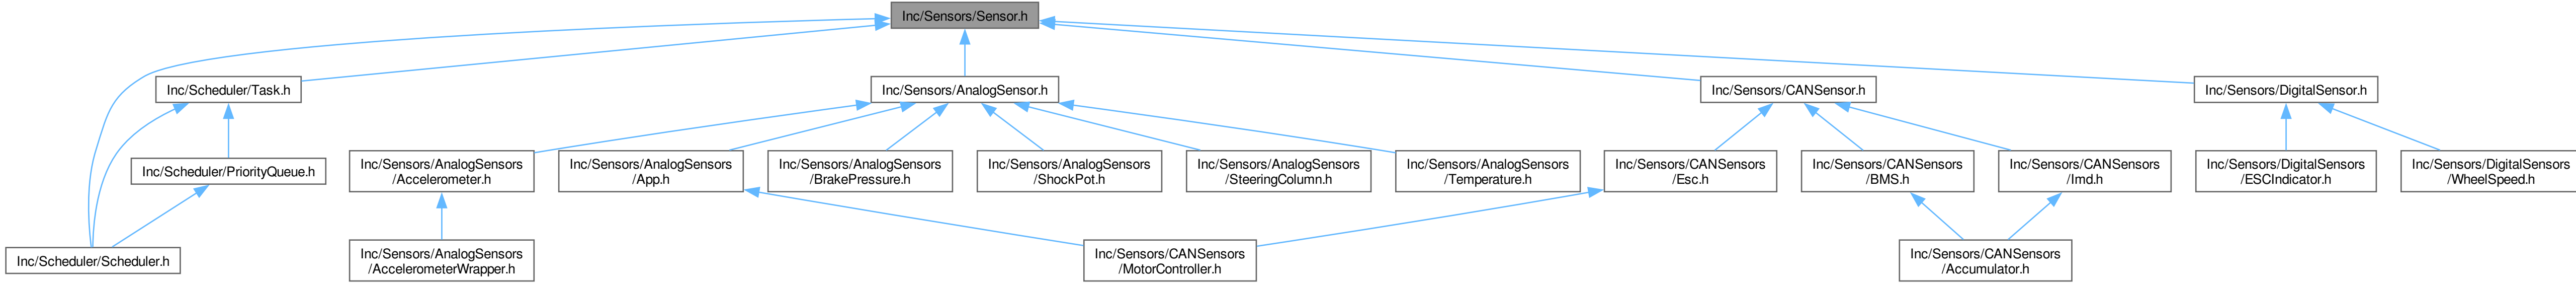 Inc/Sensors/Sensor.h
Inc/Scheduler/Task.h
Inc/Sensors/AnalogSensor.h
Inc/Sensors/CANSensor.h
Inc/Sensors/DigitalSensor.h
Inc/Scheduler/PriorityQueue.h
Inc/Sensors/AnalogSensors
/Accelerometer.h
Inc/Sensors/AnalogSensors
/App.h
Inc/Sensors/AnalogSensors
/BrakePressure.h
Inc/Sensors/AnalogSensors
/ShockPot.h
Inc/Sensors/AnalogSensors
/SteeringColumn.h
Inc/Sensors/AnalogSensors
/Temperature.h
Inc/Sensors/CANSensors
/Esc.h
Inc/Sensors/CANSensors
/BMS.h
Inc/Sensors/CANSensors
/Imd.h
Inc/Sensors/DigitalSensors
/ESCIndicator.h
Inc/Sensors/DigitalSensors
/WheelSpeed.h
Inc/Scheduler/Scheduler.h
Inc/Sensors/AnalogSensors
/AccelerometerWrapper.h
Inc/Sensors/CANSensors
/MotorController.h
Inc/Sensors/CANSensors
/Accumulator.h